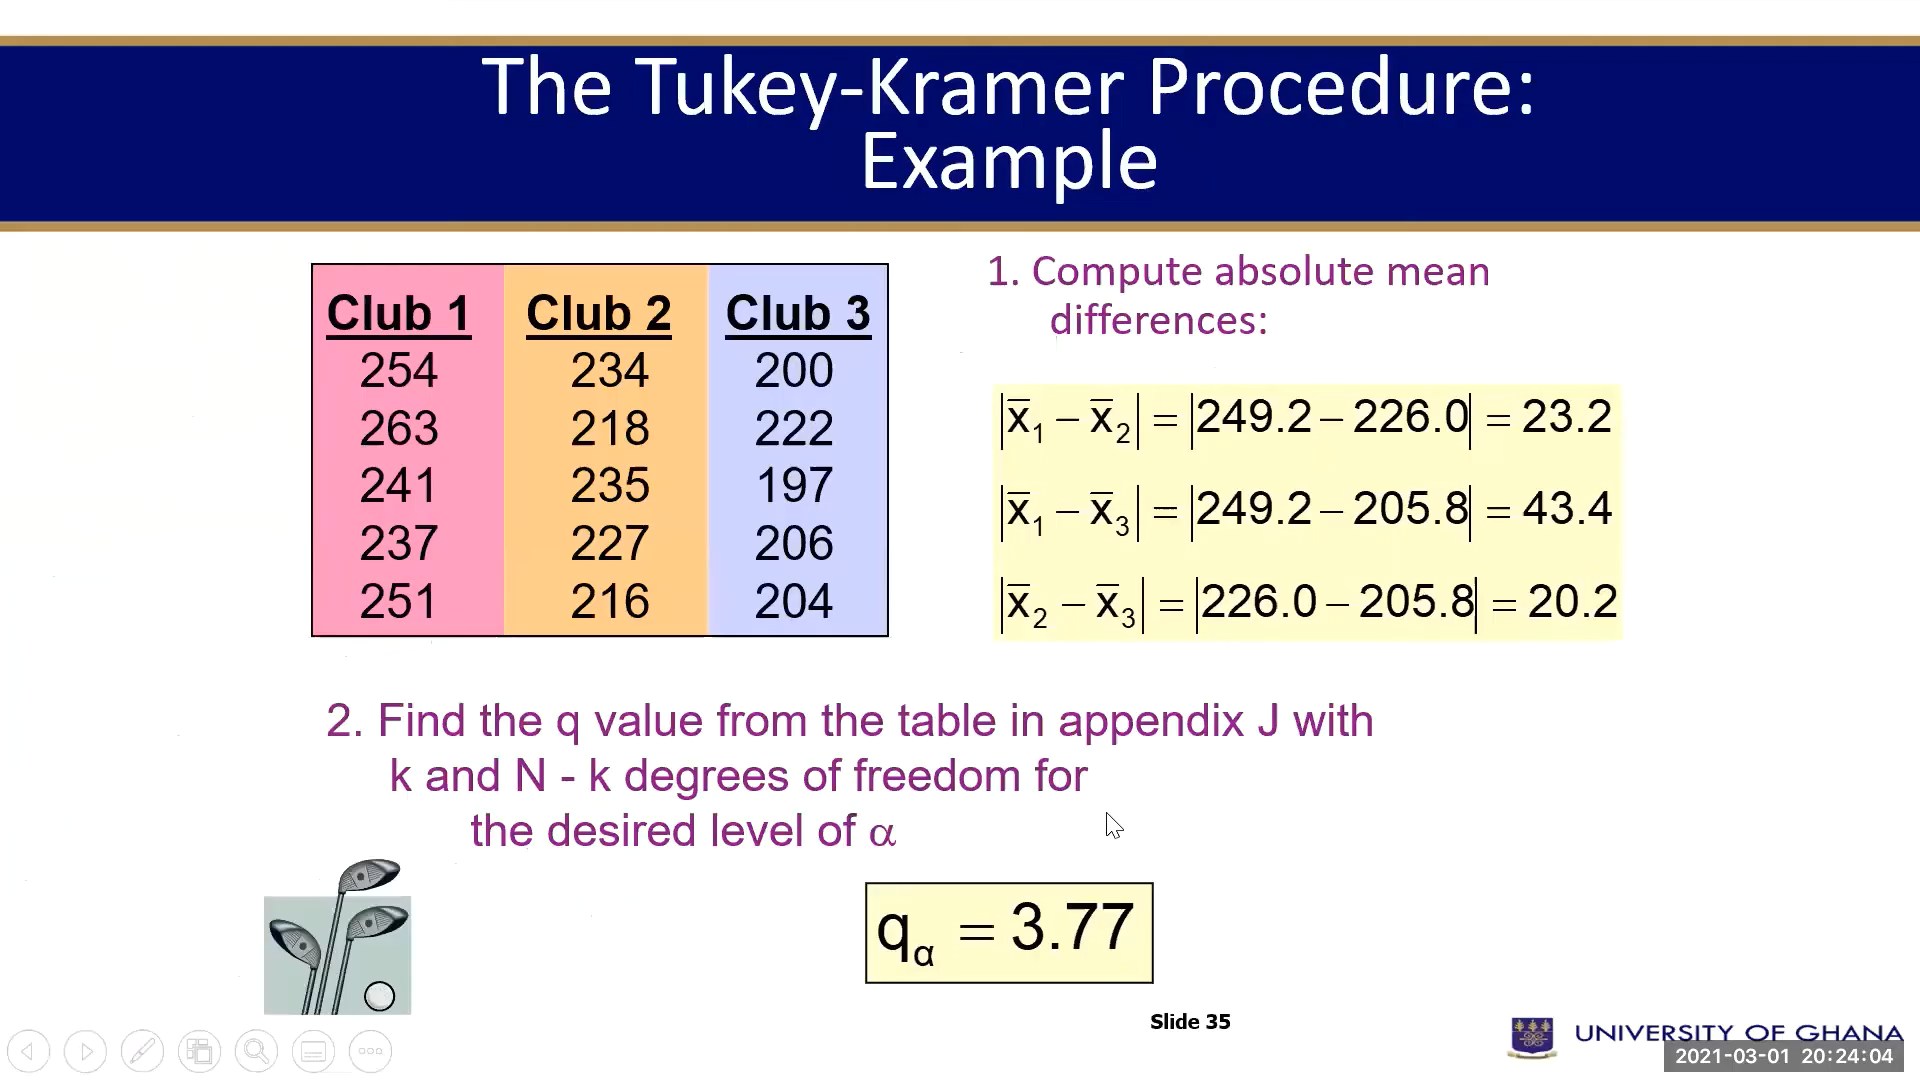 The Tukey-Kramer Procedure:
Example
Club 1 Club 2 Club 3
254 234 200
263 218 222
241 235 197
237 227 206
251 216 204
1. Compute absolute mean
differences:
|x̅₁ − x̅₂| = |249.2 − 226.0| = 23.2
|x̅₁ − x̅₃| = |249.2 − 205.8| = 43.4
|x̅₂ − x̅₃| = |226.0 − 205.8| = 20.2
2. Find the q value from the table in appendix J with
k and N - k degrees of freedom for
the desired level of α
qα = 3.77
Slide 35
UNIVERSITY OF GHANA
2021-03-01 20:24:04